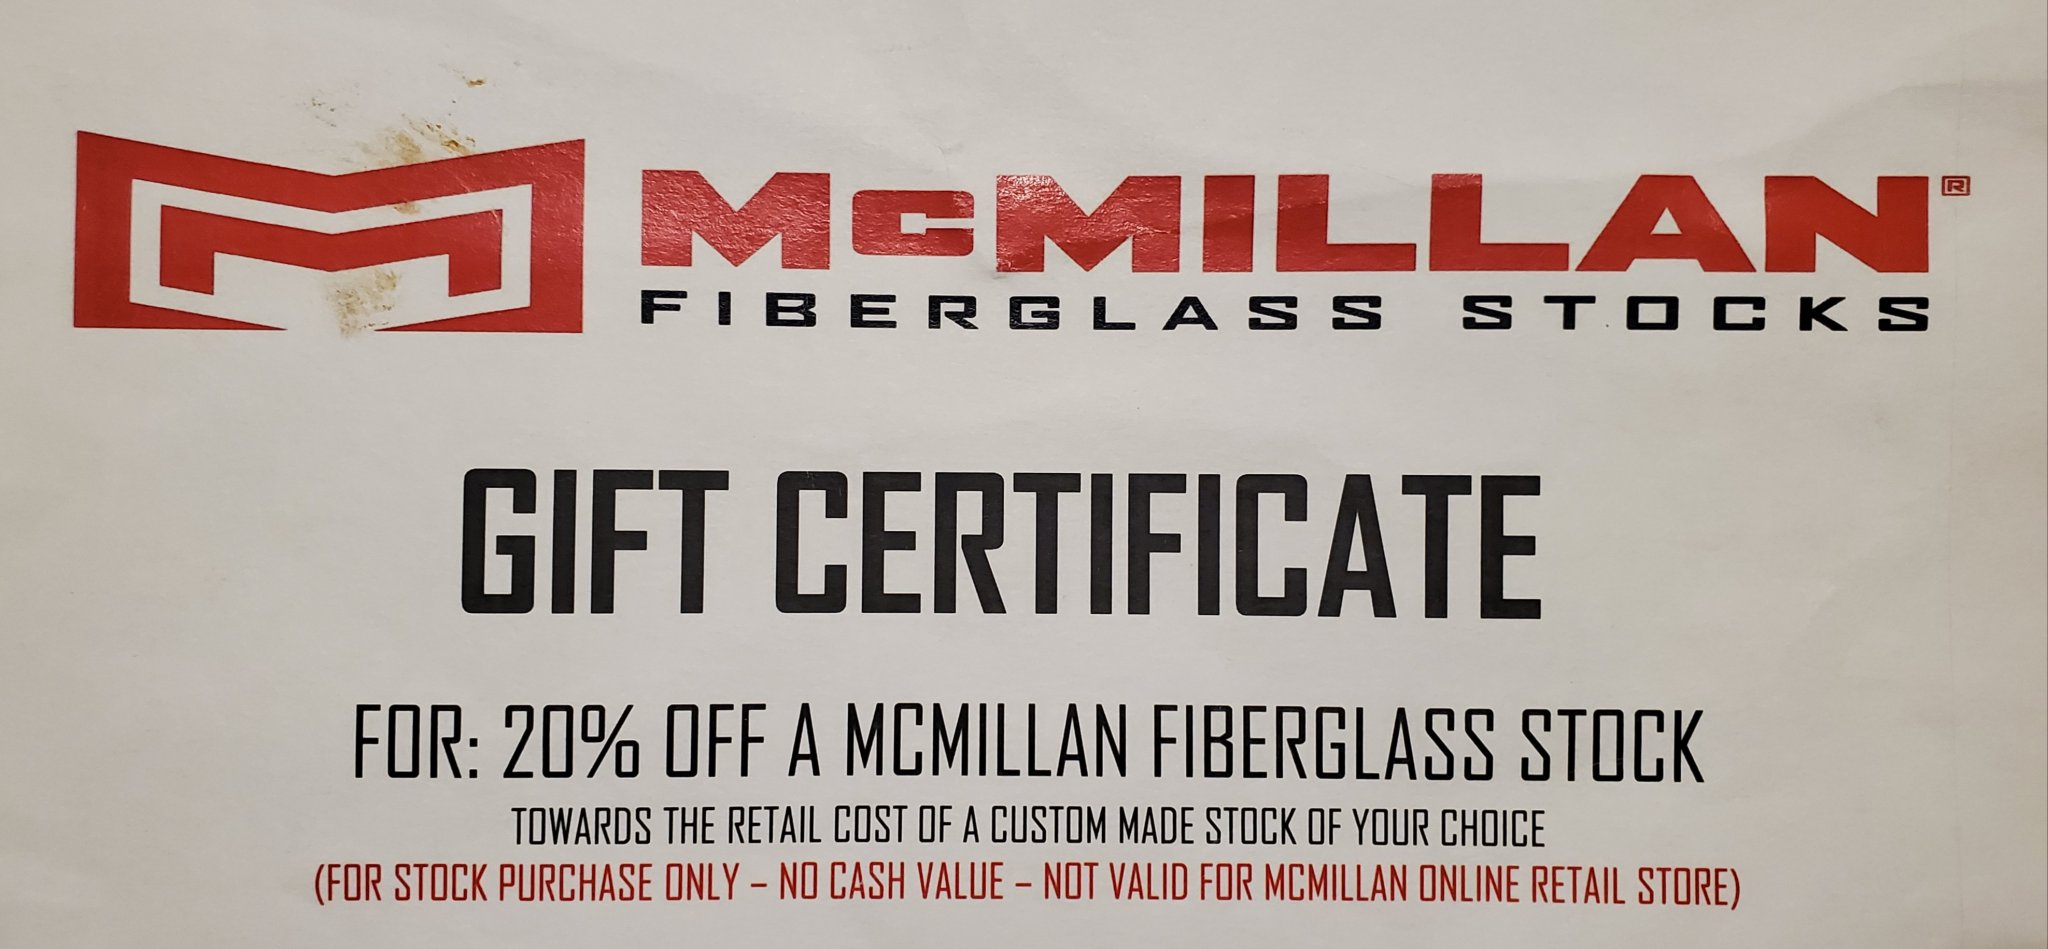 McMILLAN®
FIBERGLASS STOCKS
GIFT CERTIFICATE
FOR: 20% OFF A MCMILLAN FIBERGLASS STOCK
TOWARDS THE RETAIL COST OF A CUSTOM MADE STOCK OF YOUR CHOICE
(FOR STOCK PURCHASE ONLY – NO CASH VALUE – NOT VALID FOR MCMILLAN ONLINE RETAIL STORE)